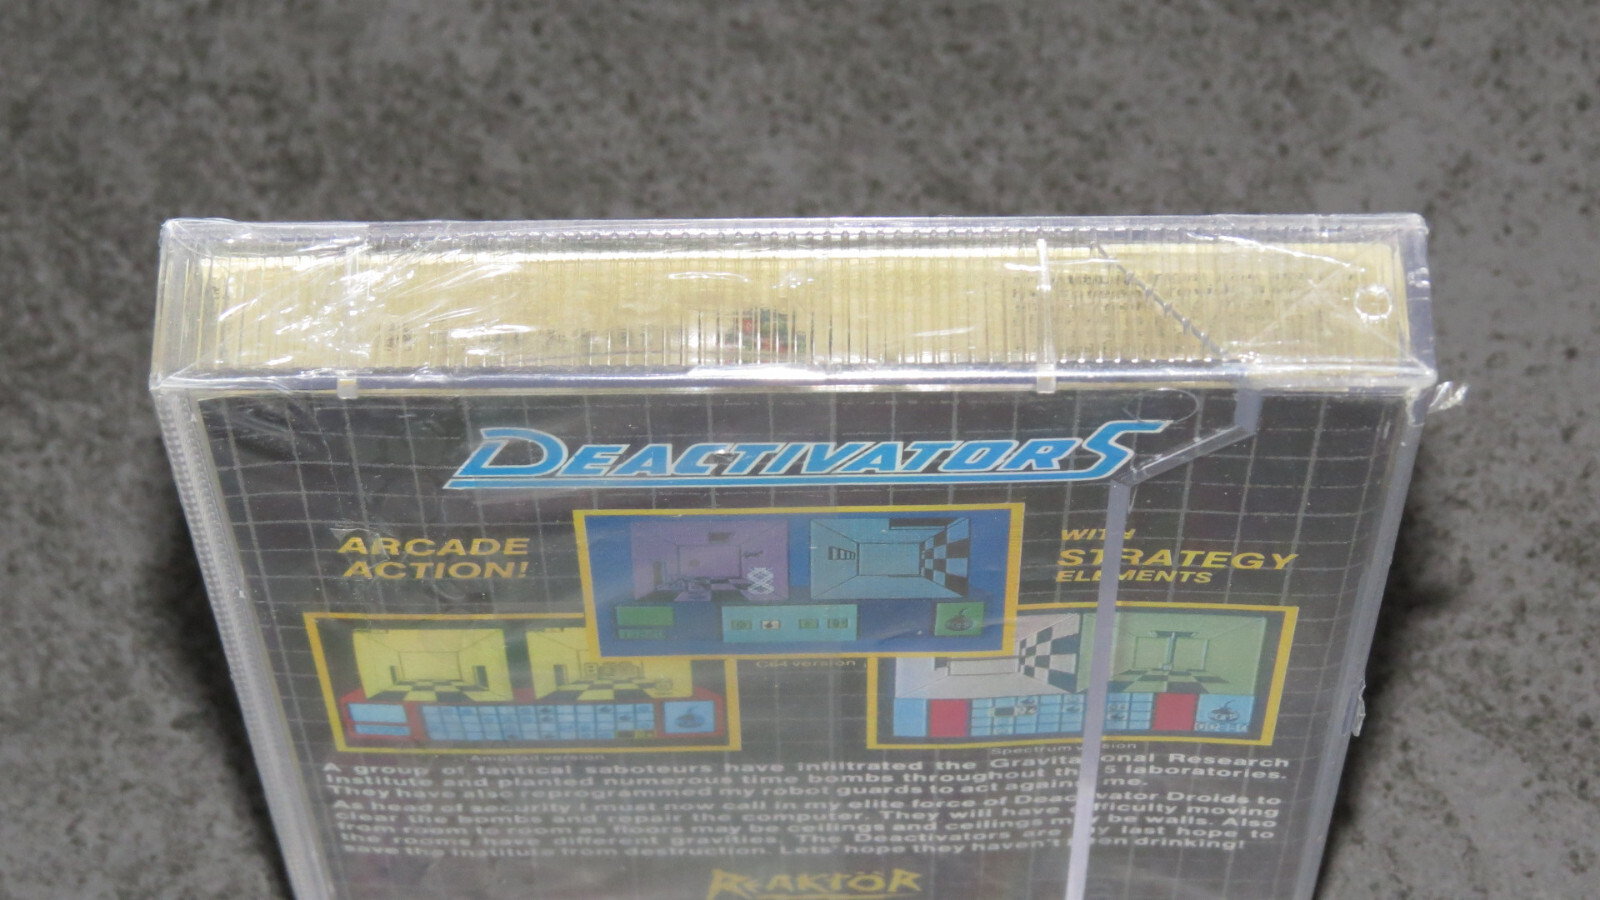 DEACTIVATORS
ARCADE
ACTION!
WITH
STRATEGY
ELEMENTS
C64 version
Amstrad version
Spectrum version
A group of fantical saboteurs have infiltrated the Gravitational Research
Institute and planted numerous time bombs throughout the 5 laboratories.
They have also reprogrammed my robot guards to act against me.
As head of security I must now call in my elite force of Deactivator Droids to
clear the bombs and repair the computer. They will have difficulty moving
from room to room as floors may be ceilings and ceilings may be walls. Also
the rooms have different gravities. The Deactivators are my last hope to
save the institute from destruction. Lets' hope they haven't been drinking!
REAKTÖR